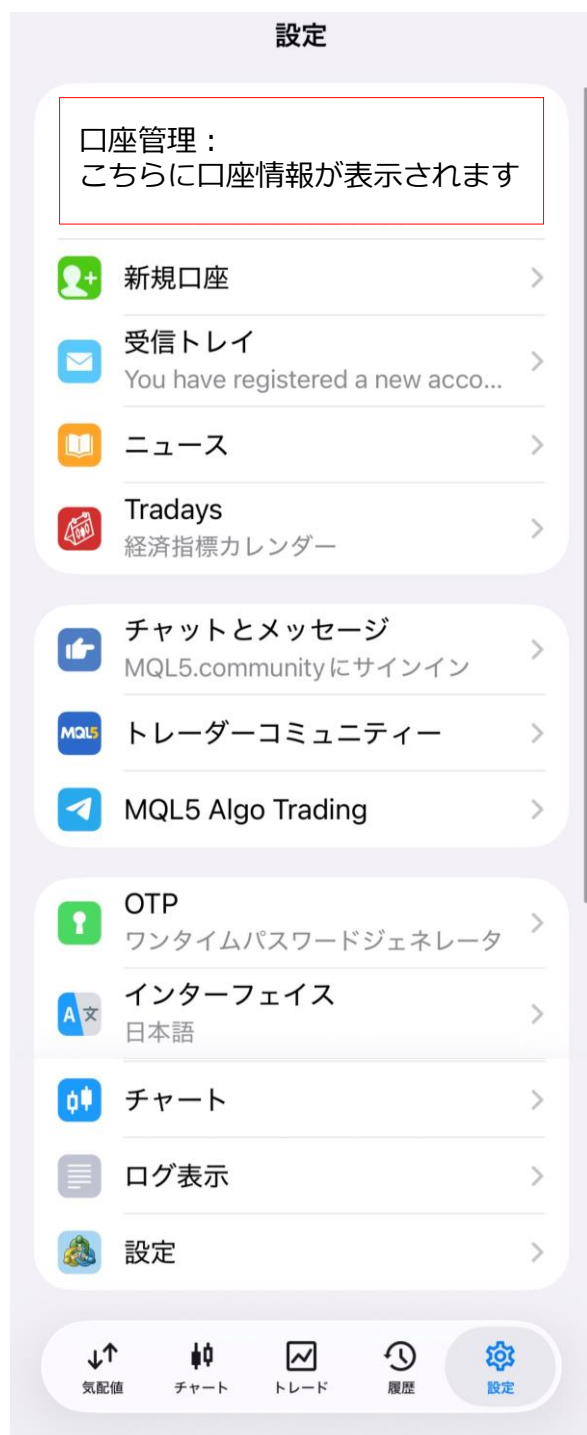 設定
口座管理：
こちらに口座情報が表示されます
新規口座
受信トレイ
You have registered a new acco...
ニュース
Tradays
経済指標カレンダー
チャットとメッセージ
MQL5.communityにサインイン
MQL5
トレーダーコミュニティー
MQL5 Algo Trading
OTP
ワンタイムパスワードジェネレータ
A文
インターフェイス
日本語
チャート
ログ表示
設定
気配値
チャート
トレード
履歴
設定